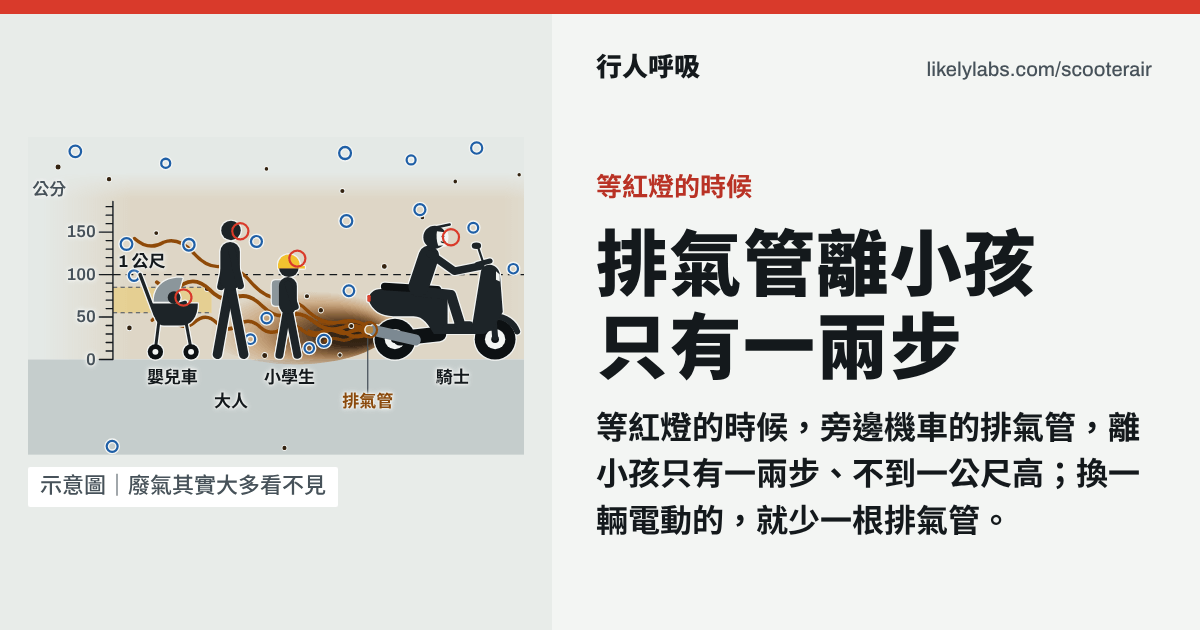 行人呼吸
likelylabs.com/scooterair
公分
150
1 公尺
100
50
0
嬰兒車
小學生
騎士
大人
排氣管
示意圖｜廢氣其實大多看不見
等紅燈的時候
排氣管離小孩
只有一兩步
等紅燈的時候，旁邊機車的排氣管，離
小孩只有一兩步、不到一公尺高；換一
輛電動的，就少一根排氣管。